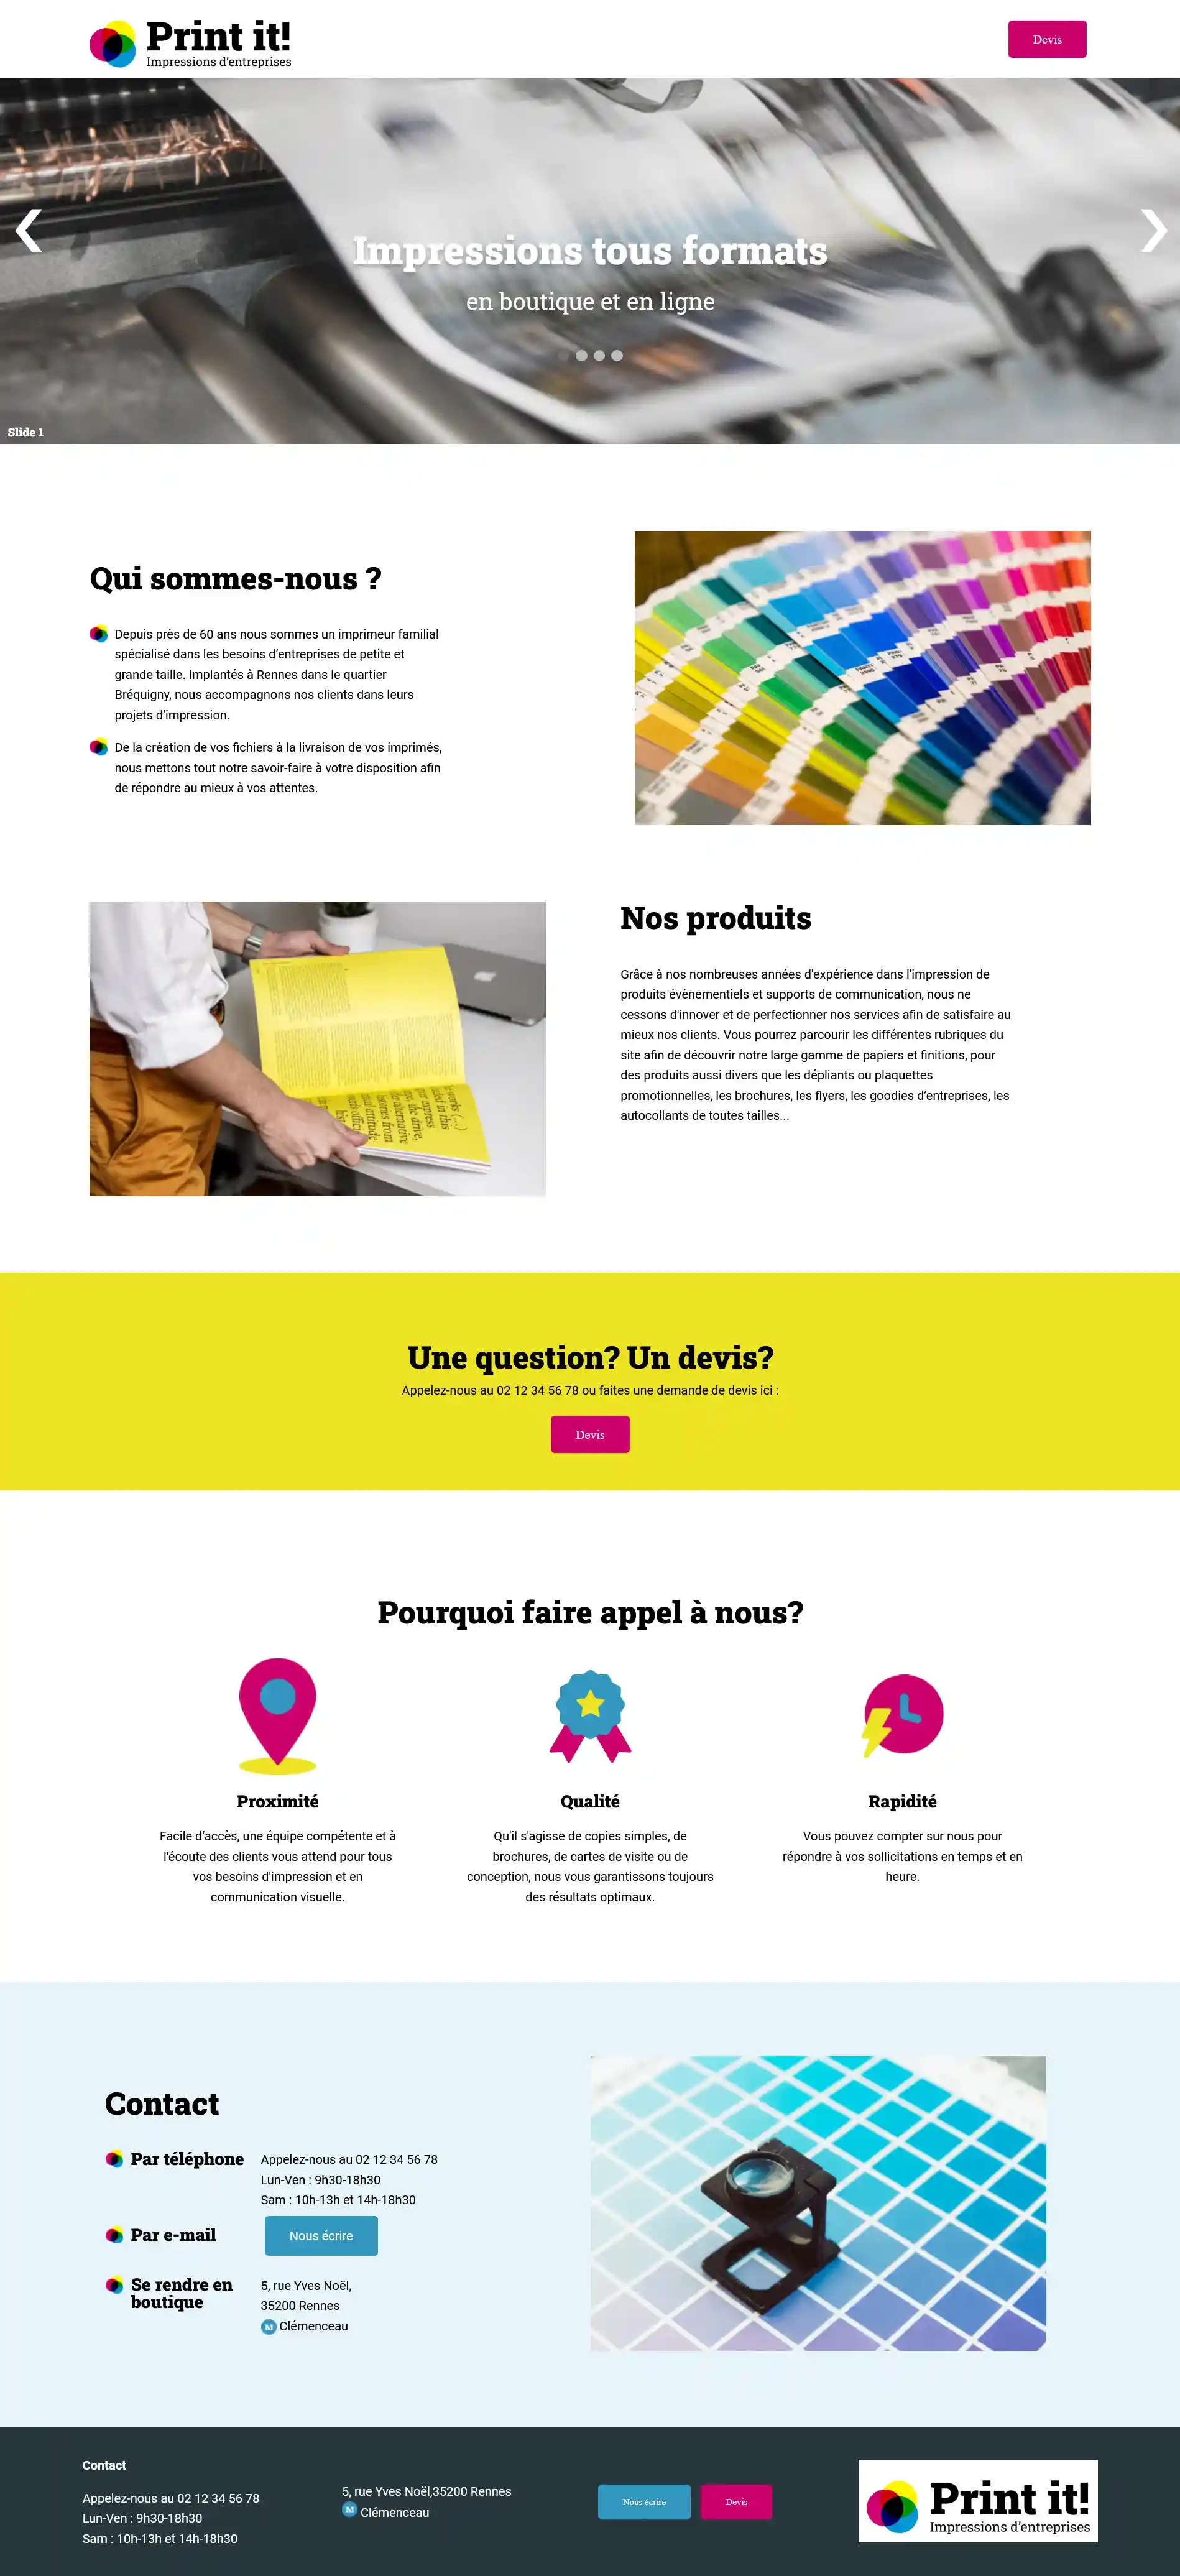 Print it!
Impressions d'entreprises
Devis
❮
❯
Impressions tous formats
en boutique et en ligne
Slide 1
Qui sommes-nous ?
Depuis près de 60 ans nous sommes un imprimeur familial
spécialisé dans les besoins d’entreprises de petite et
grande taille. Implantés à Rennes dans le quartier
Bréquigny, nous accompagnons nos clients dans leurs
projets d’impression.
De la création de vos fichiers à la livraison de vos imprimés,
nous mettons tout notre savoir-faire à votre disposition afin
de répondre au mieux à vos attentes.
Nos produits
Grâce à nos nombreuses années d'expérience dans l'impression de
produits évènementiels et supports de communication, nous ne
cessons d'innover et de perfectionner nos services afin de satisfaire au
mieux nos clients. Vous pourrez parcourir les différentes rubriques du
site afin de découvrir notre large gamme de papiers et finitions, pour
des produits aussi divers que les dépliants ou plaquettes
promotionnelles, les brochures, les flyers, les goodies d’entreprises, les
autocollants de toutes tailles...
Une question? Un devis?
Appelez-nous au 02 12 34 56 78 ou faites une demande de devis ici :
Devis
Pourquoi faire appel à nous?
Proximité
Facile d’accès, une équipe compétente et à
l'écoute des clients vous attend pour tous
vos besoins d'impression et en
communication visuelle.
Qualité
Qu'il s'agisse de copies simples, de
brochures, de cartes de visite ou de
conception, nous vous garantissons toujours
des résultats optimaux.
Rapidité
Vous pouvez compter sur nous pour
répondre à vos sollicitations en temps et en
heure.
Contact
Par téléphone
Appelez-nous au 02 12 34 56 78
Lun-Ven : 9h30-18h30
Sam : 10h-13h et 14h-18h30
Par e-mail
Nous écrire
Se rendre en
boutique
5, rue Yves Noël,
35200 Rennes
M Clémenceau
Contact
Appelez-nous au 02 12 34 56 78
Lun-Ven : 9h30-18h30
Sam : 10h-13h et 14h-18h30
5, rue Yves Noël,35200 Rennes
M Clémenceau
Nous écrire
Devis
Print it!
Impressions d'entreprises